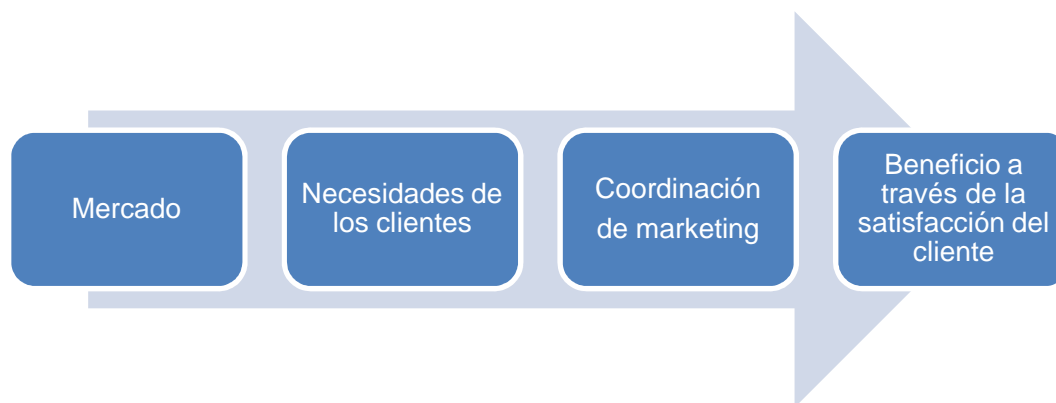 Mercado
Necesidades de
los clientes
Coordinación
de marketing
Beneficio a
través de la
satisfacción del
cliente